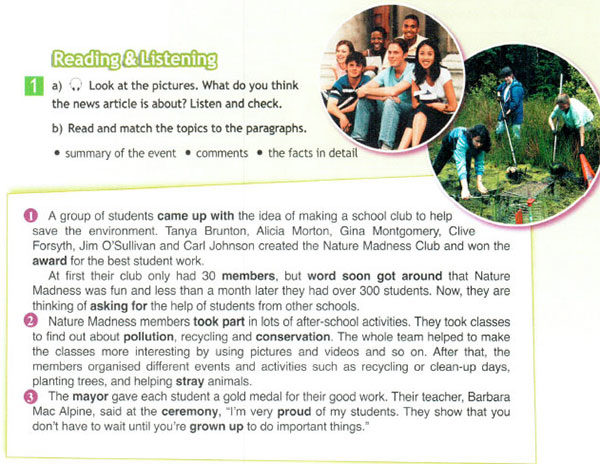 Reading & Listening
1 a) Look at the pictures. What do you think
the news article is about? Listen and check.
b) Read and match the topics to the paragraphs.
• summary of the event • comments • the facts in detail
1 A group of students came up with the idea of making a school club to help
save the environment. Tanya Brunton, Alicia Morton, Gina Montgomery, Clive
Forsyth, Jim O'Sullivan and Carl Johnson created the Nature Madness Club and won the
award for the best student work.
At first their club only had 30 members, but word soon got around that Nature
Madness was fun and less than a month later they had over 300 students. Now, they are
thinking of asking for the help of students from other schools.
2 Nature Madness members took part in lots of after-school activities. They took classes
to find out about pollution, recycling and conservation. The whole team helped to make
the classes more interesting by using pictures and videos and so on. After that, the
members organised different events and activities such as recycling or clean-up days,
planting trees, and helping stray animals.
3 The mayor gave each student a gold medal for their good work. Their teacher, Barbara
Mac Alpine, said at the ceremony, “I'm very proud of my students. They show that you
don't have to wait until you're grown up to do important things.”